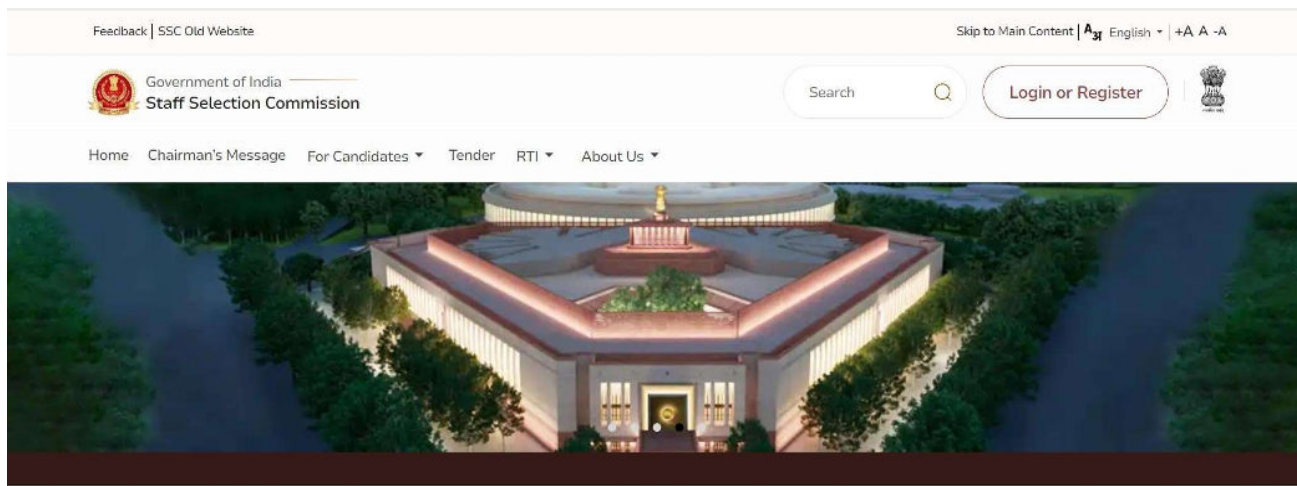 Feedback | SSC Old Website
Skip to Main Content | Aअ English | +A A -A
Government of India
Staff Selection Commission
Search
Login or Register
Home Chairman's Message For Candidates Tender RTI About Us